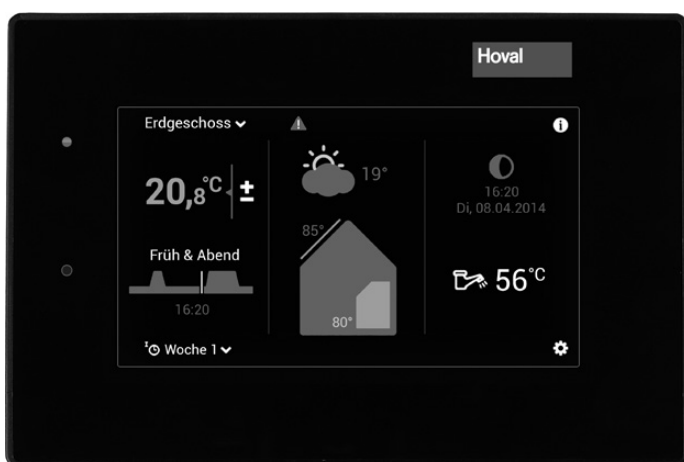 Hoval
Erdgeschoss
20,8°C
±
19°
16:20
Di, 08.04.2014
85°
Früh & Abend
16:20
56°C
80°
1 Woche 1